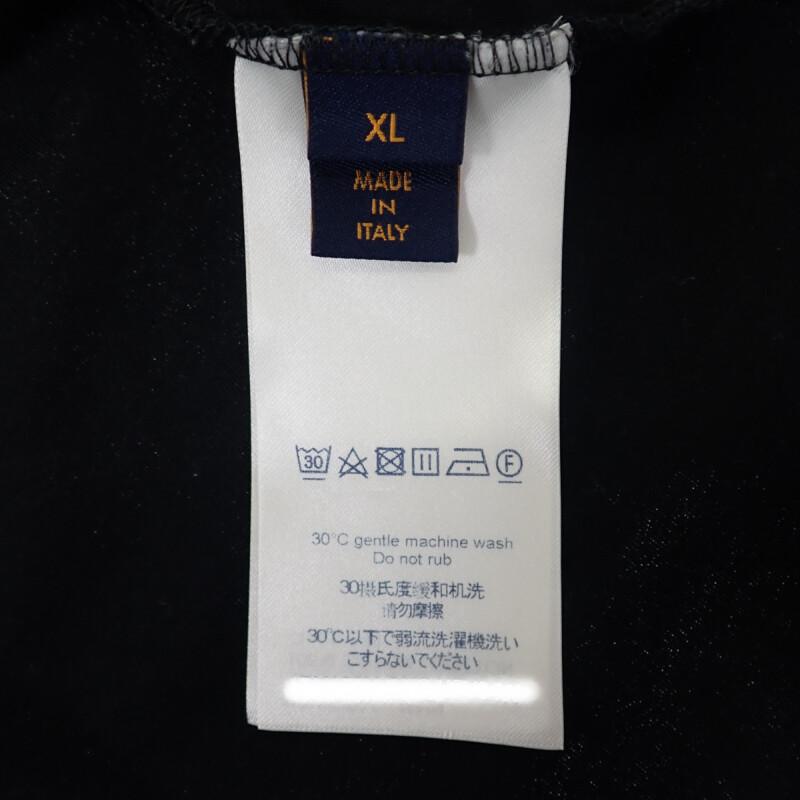 XL
MADE
IN
ITALY
30
F
30°C gentle machine wash
Do not rub
30摄氏度缓和机洗
请勿摩擦
30°C以下で弱流洗濯機洗い
こすらないでください